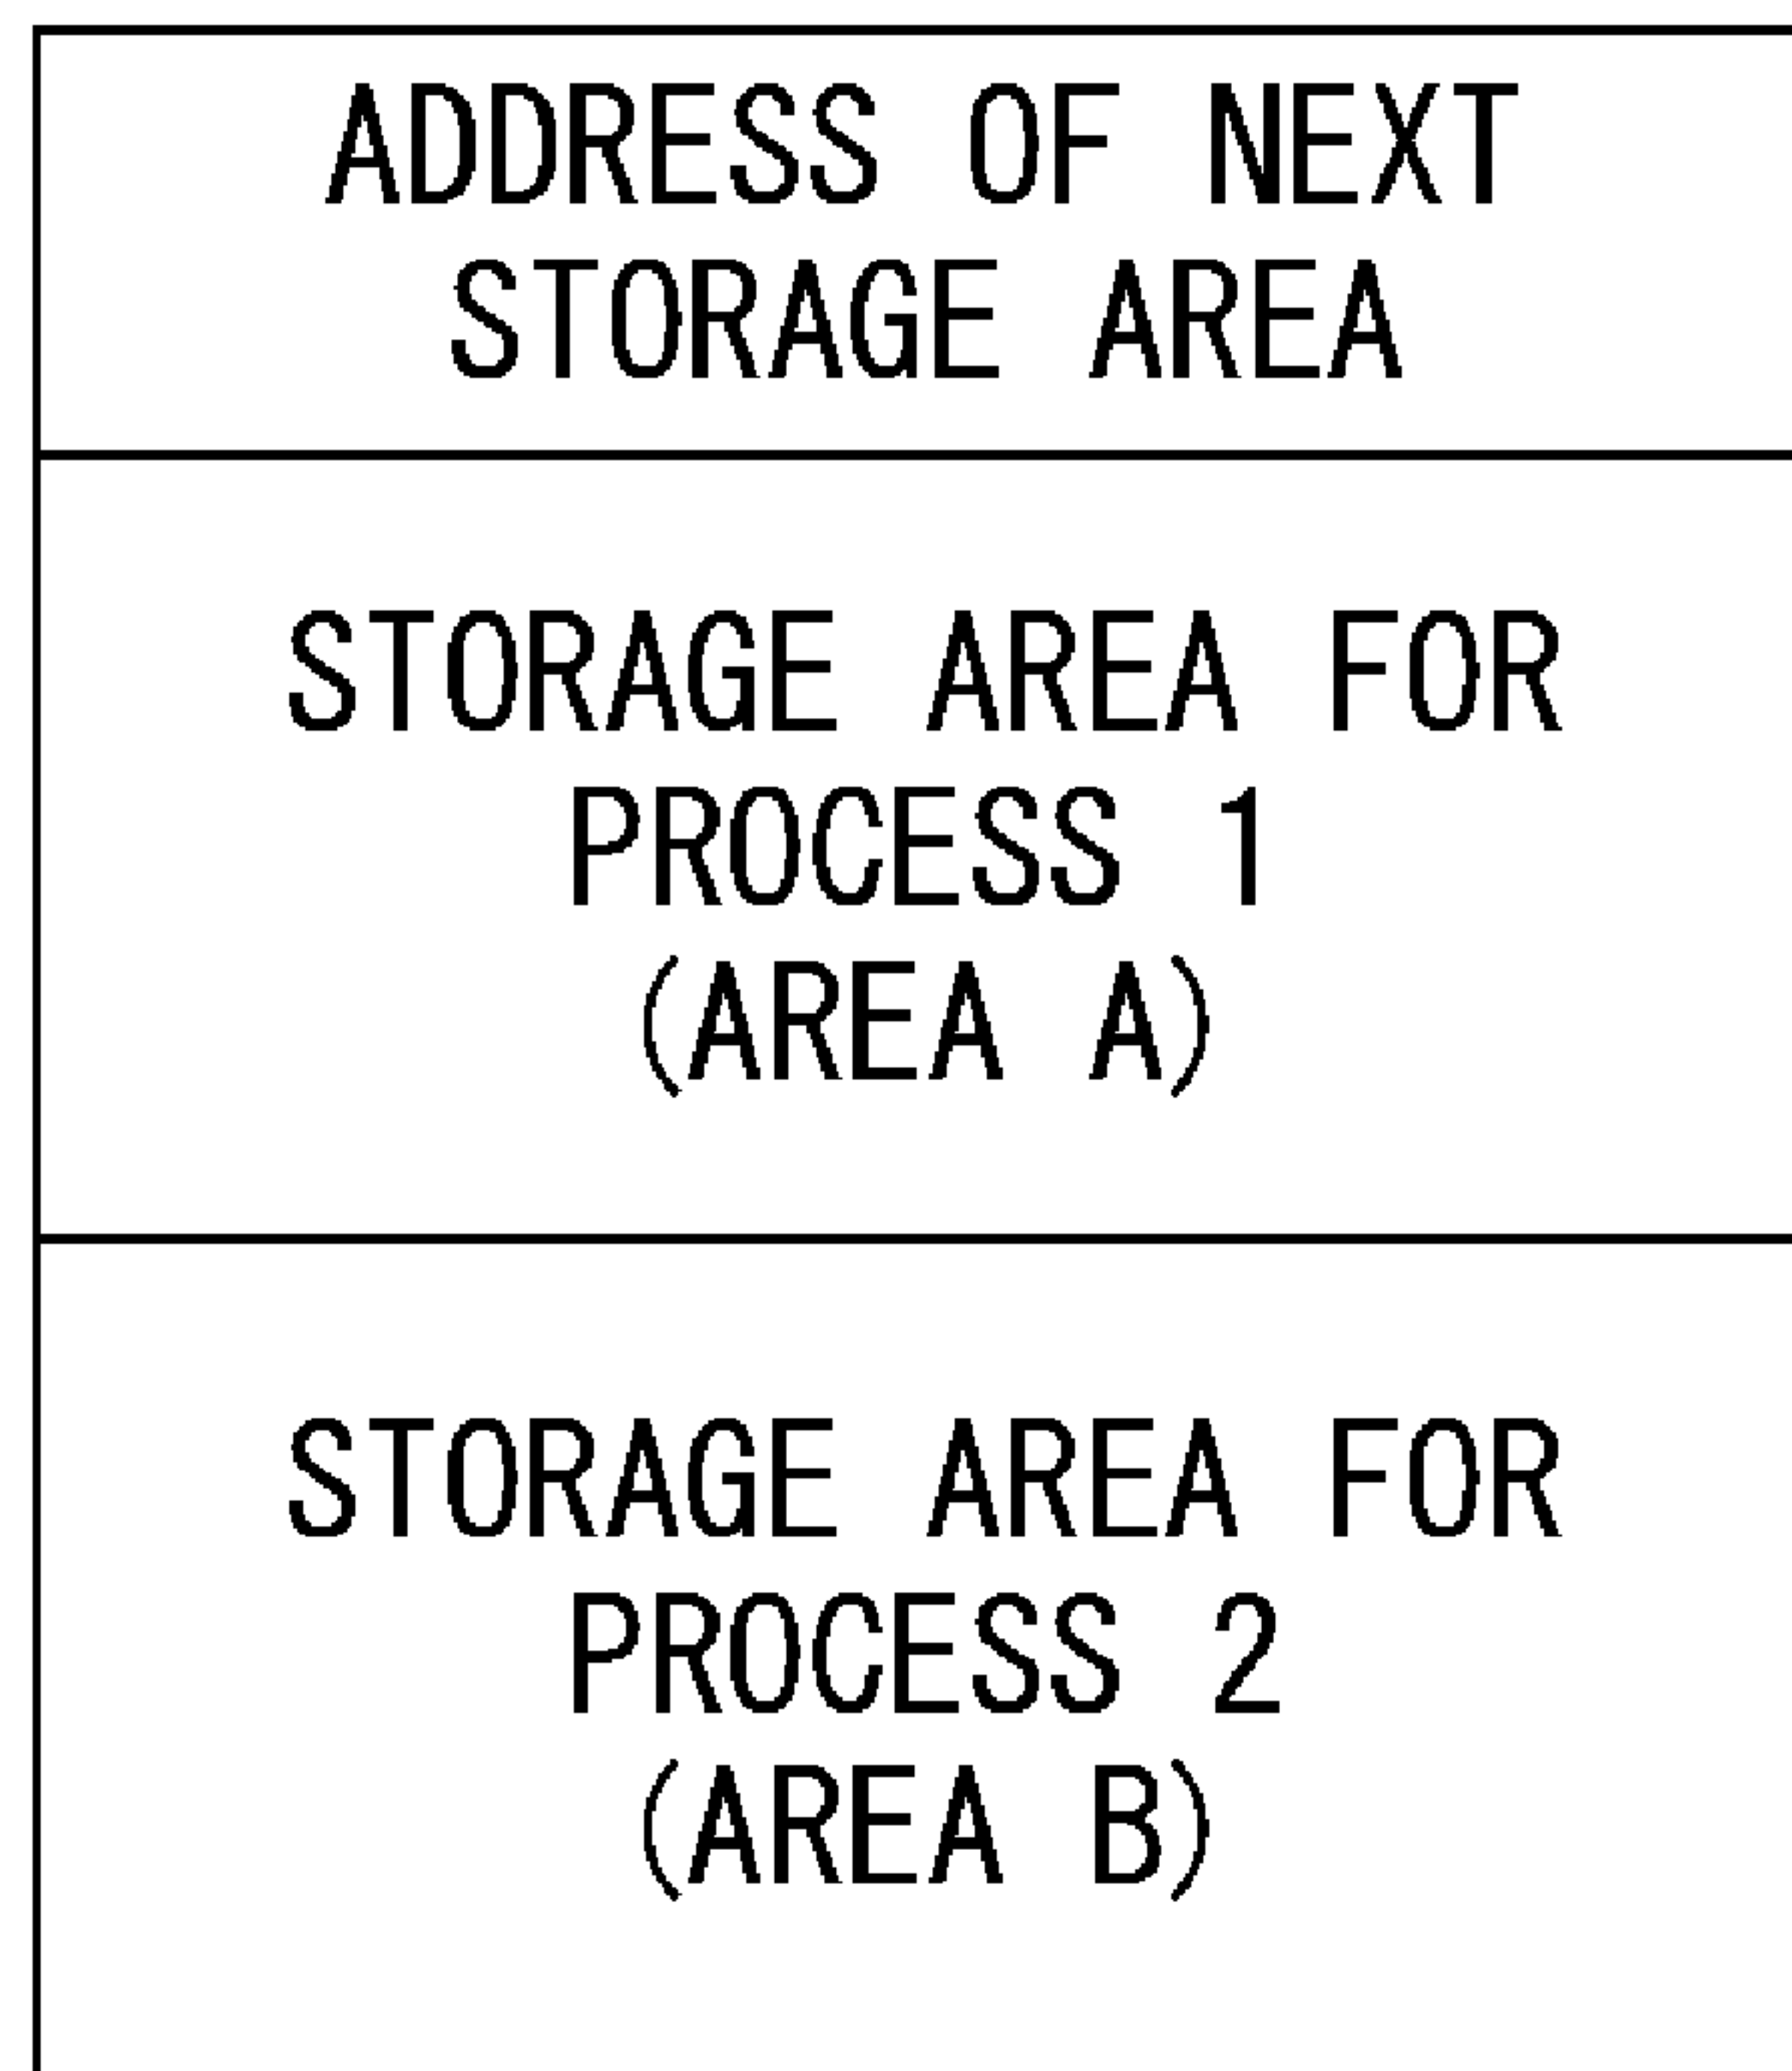 ADDRESS OF NEXT
STORAGE AREA
STORAGE AREA FOR
PROCESS 1
(AREA A)
STORAGE AREA FOR
PROCESS 2
(AREA B)